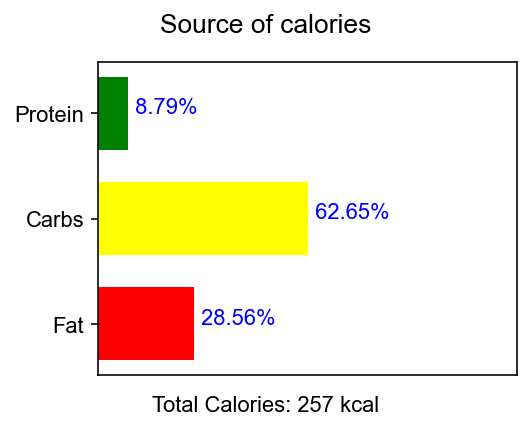 Source of calories
Protein 8.79%
Carbs 62.65%
Fat 28.56%
Total Calories: 257 kcal